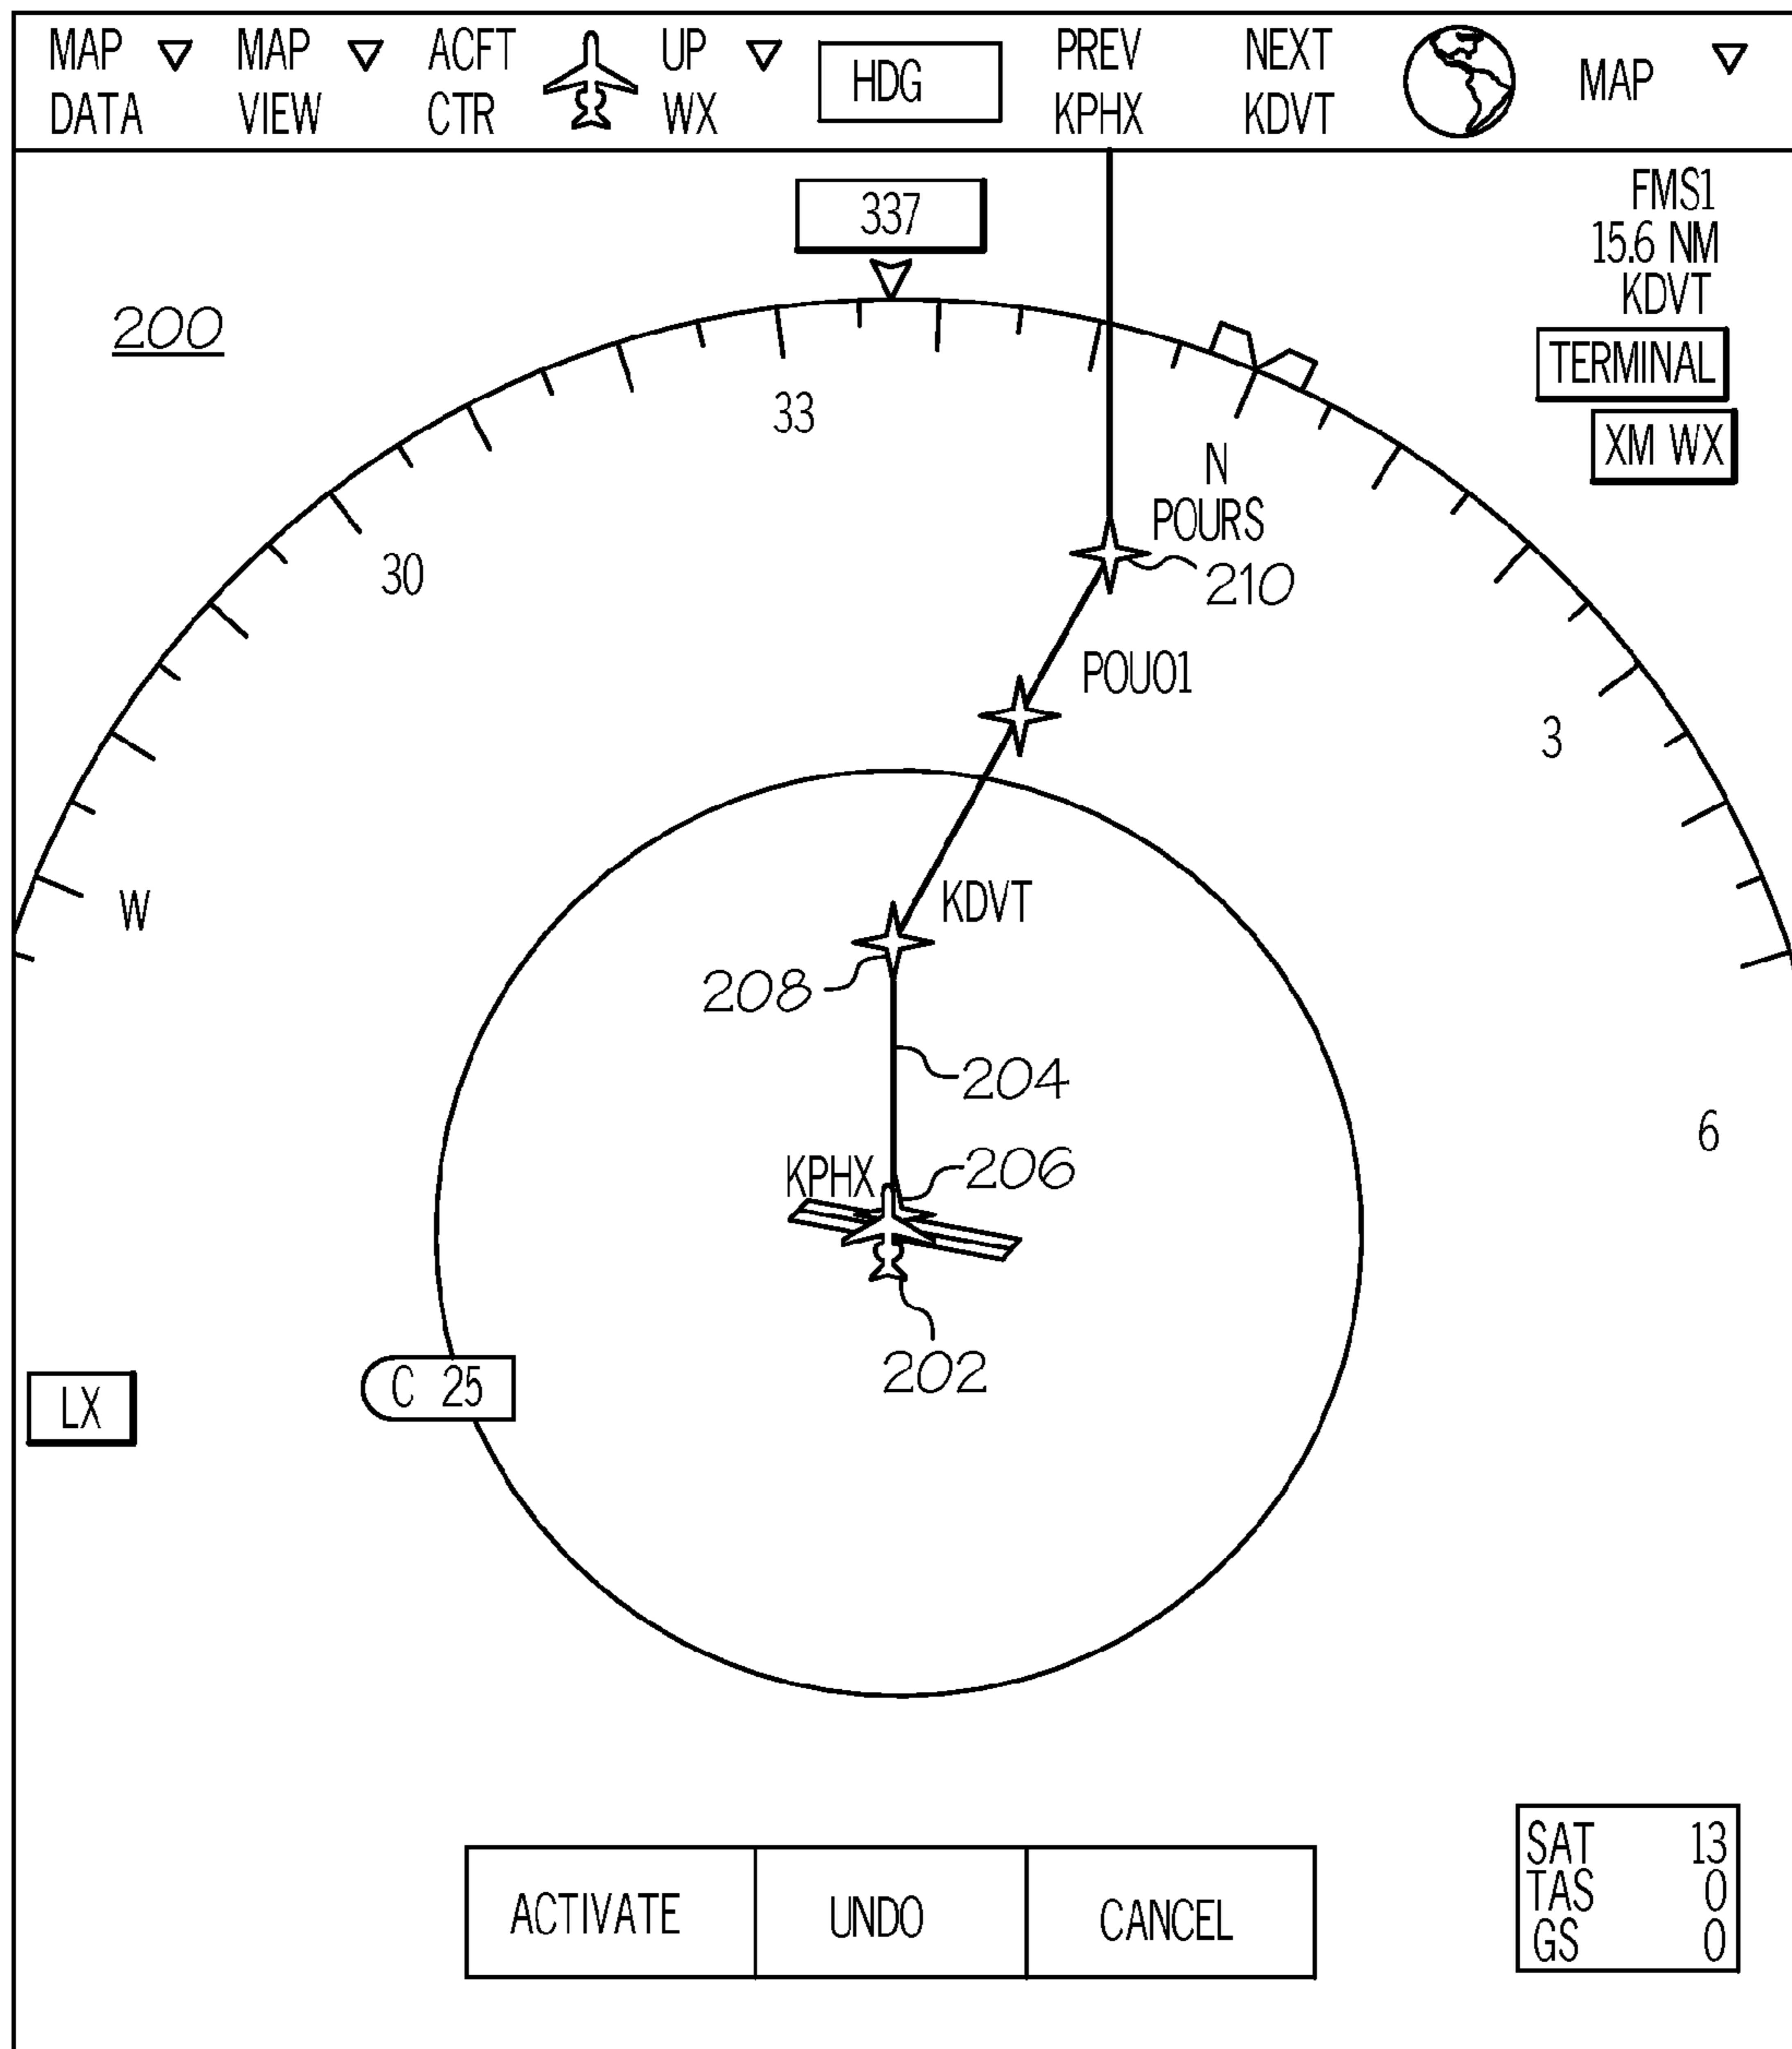 MAP DATA
MAP VIEW
ACFT CTR
UP WX
HDG
PREV KPHX
NEXT KDVT
MAP
337
FMS1
15.6 NM
KDVT
TERMINAL
XM WX
200
33
N
POURS
210
30
POU01
3
W
KDVT
208
204
6
KPHX
206
202
C 25
LX
SAT 13
TAS 0
GS 0
ACTIVATE
UNDO
CANCEL